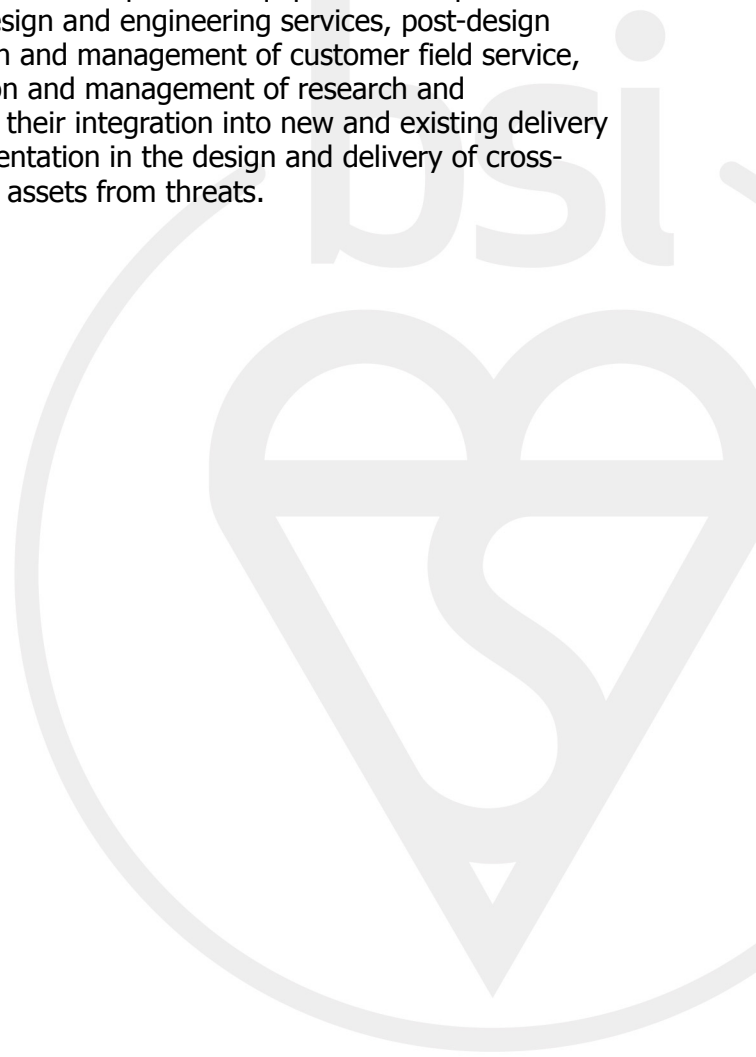 esign and engineering services, post-design
n and management of customer field service,
on and management of research and
their integration into new and existing delivery
entation in the design and delivery of cross-
assets from threats.
bsi